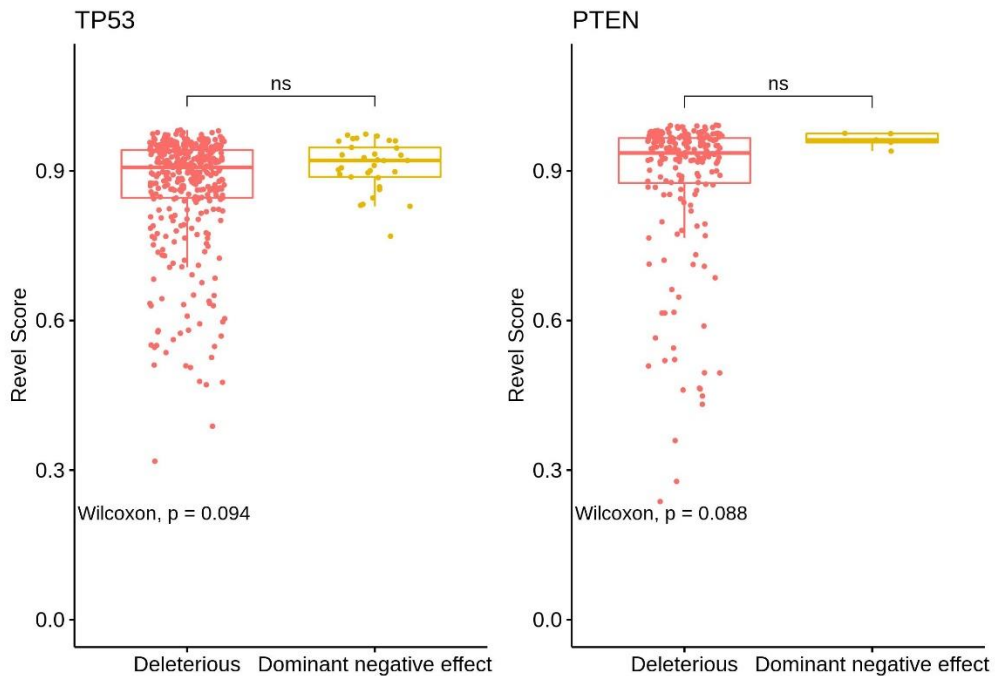 TP53
ns
Revel Score
0.9
0.6
0.3
0.0
Wilcoxon, p = 0.094
Deleterious
Dominant negative effect
PTEN
ns
Revel Score
0.9
0.6
0.3
0.0
Wilcoxon, p = 0.088
Deleterious
Dominant negative effect